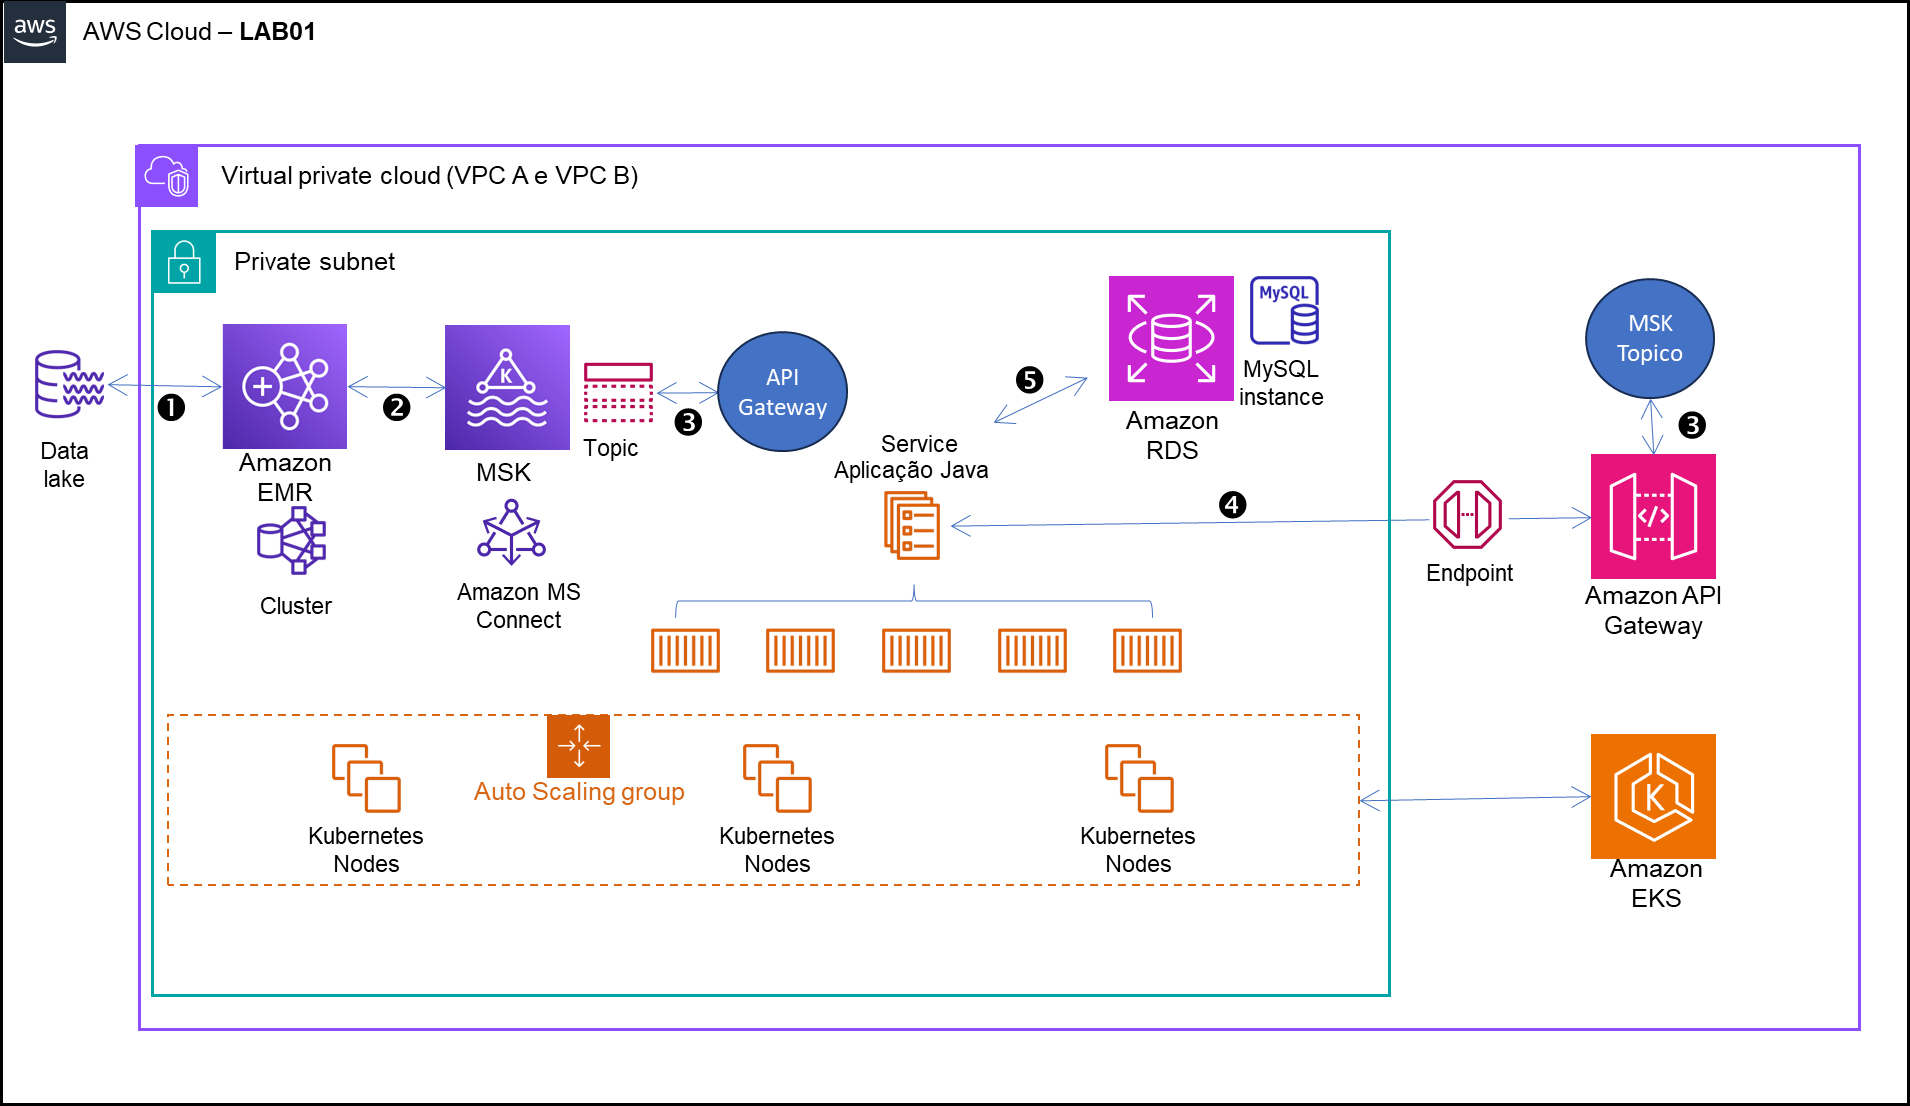 aws
AWS Cloud – LAB01
Virtual private cloud (VPC A e VPC B)
Private subnet
Data
lake
❶
Amazon
EMR
Cluster
❷
K
MSK
Amazon MS
Connect
Topic
❸
API
Gateway
Service
Aplicação Java
❺
Amazon
RDS
MySQL
MySQL
instance
❹
Endpoint
MSK
Topico
❸
</>
Amazon API
Gateway
Auto Scaling group
Kubernetes
Nodes
Kubernetes
Nodes
Kubernetes
Nodes
K
Amazon
EKS